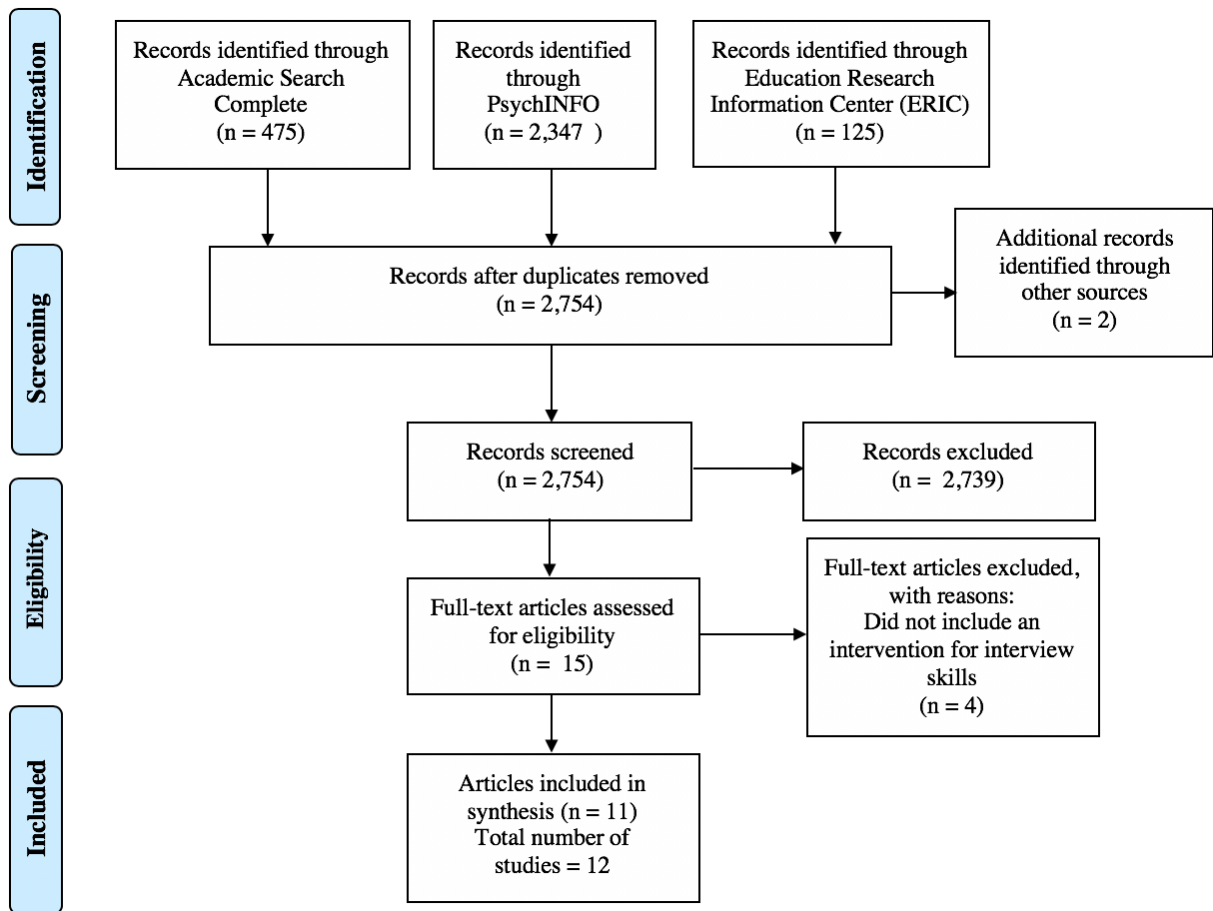 Identification
Records identified through
Academic Search
Complete
(n = 475)
Records identified
through
PsychINFO
(n = 2,347 )
Records identified through
Education Research
Information Center (ERIC)
(n = 125)
Screening
Records after duplicates removed
(n = 2,754)
Additional records
identified through
other sources
(n = 2)
Records screened
(n = 2,754)
Records excluded
(n = 2,739)
Eligibility
Full-text articles assessed
for eligibility
(n = 15)
Full-text articles excluded,
with reasons:
Did not include an
intervention for interview
skills
(n = 4)
Included
Articles included in
synthesis (n = 11)
Total number of
studies = 12